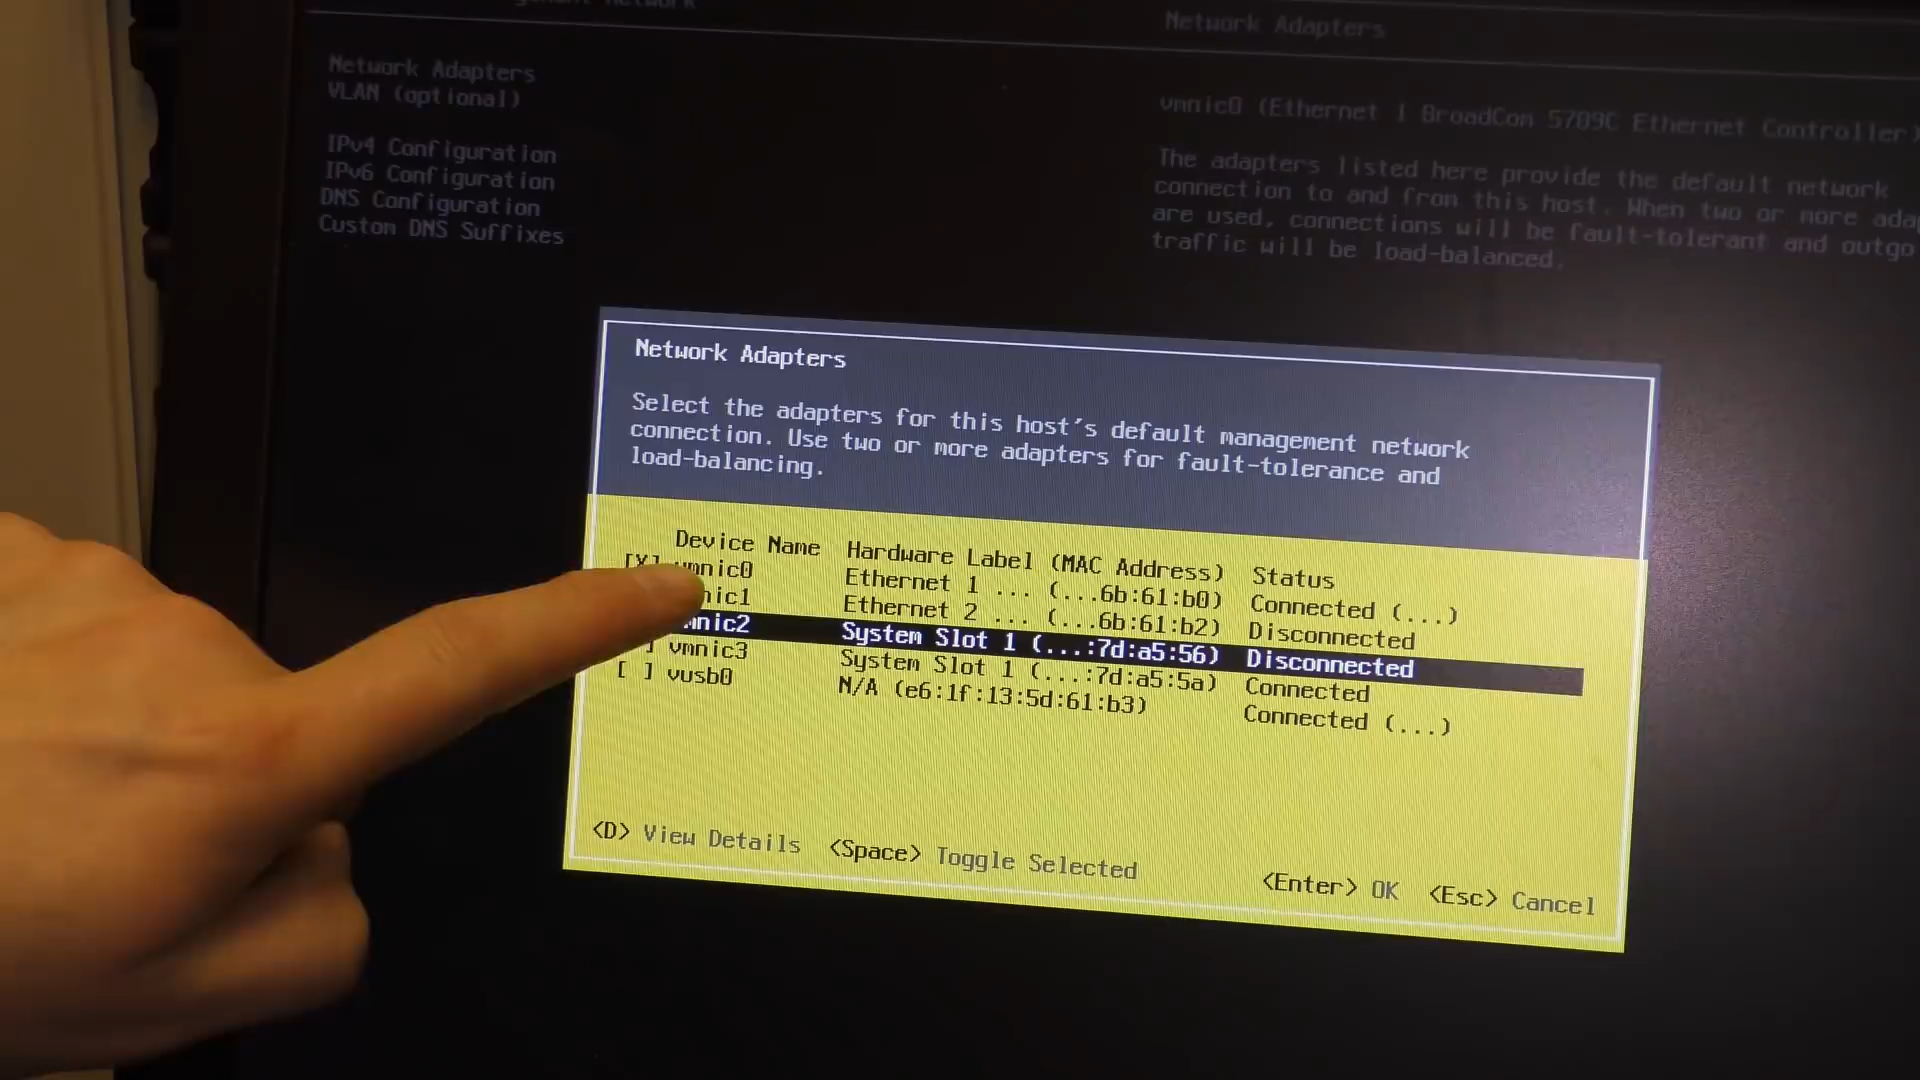 Network Adapters
Network Adapters
VLAN (optional)
IPv4 Configuration
IPv6 Configuration
DNS Configuration
Custom DNS Suffixes
vmnic0 (Ethernet 1 BroadCom 5709C Ethernet Controller)
The adapters listed here provide the default network
connection to and from this host. When two or more
are used, connections will be fault-tolerant and
traffic will be load-balanced.
Network Adapters
Select the adapters for this host's default management network
connection. Use two or more adapters for fault-tolerance and
load-balancing.
Device Name Hardware Label (MAC Address) Status
[X] vmnic0 Ethernet 1 ... (...6b:61:b0) Connected (...)
nic1 Ethernet 2 ... (...6b:61:b2) Disconnected
mnic2 System Slot 1 (...:7d:a5:56) Disconnected
] vmnic3 System Slot 1 (...:7d:a5:5a) Connected
[ ] vusb0 N/A (e6:1f:13:5d:61:b3) Connected (...)
<D> View Details <Space> Toggle Selected <Enter> OK <Esc> Cancel